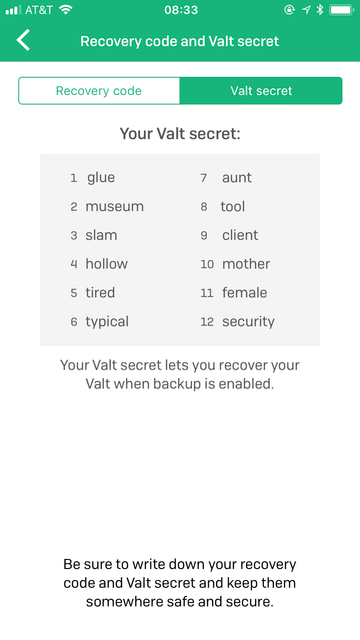 AT&T 08:33
Recovery code and Valt secret
Recovery code Valt secret
Your Valt secret:
1 glue 7 aunt
2 museum 8 tool
3 slam 9 client
4 hollow 10 mother
5 tired 11 female
6 typical 12 security
Your Valt secret lets you recover your
Valt when backup is enabled.
Be sure to write down your recovery
code and Valt secret and keep them
somewhere safe and secure.